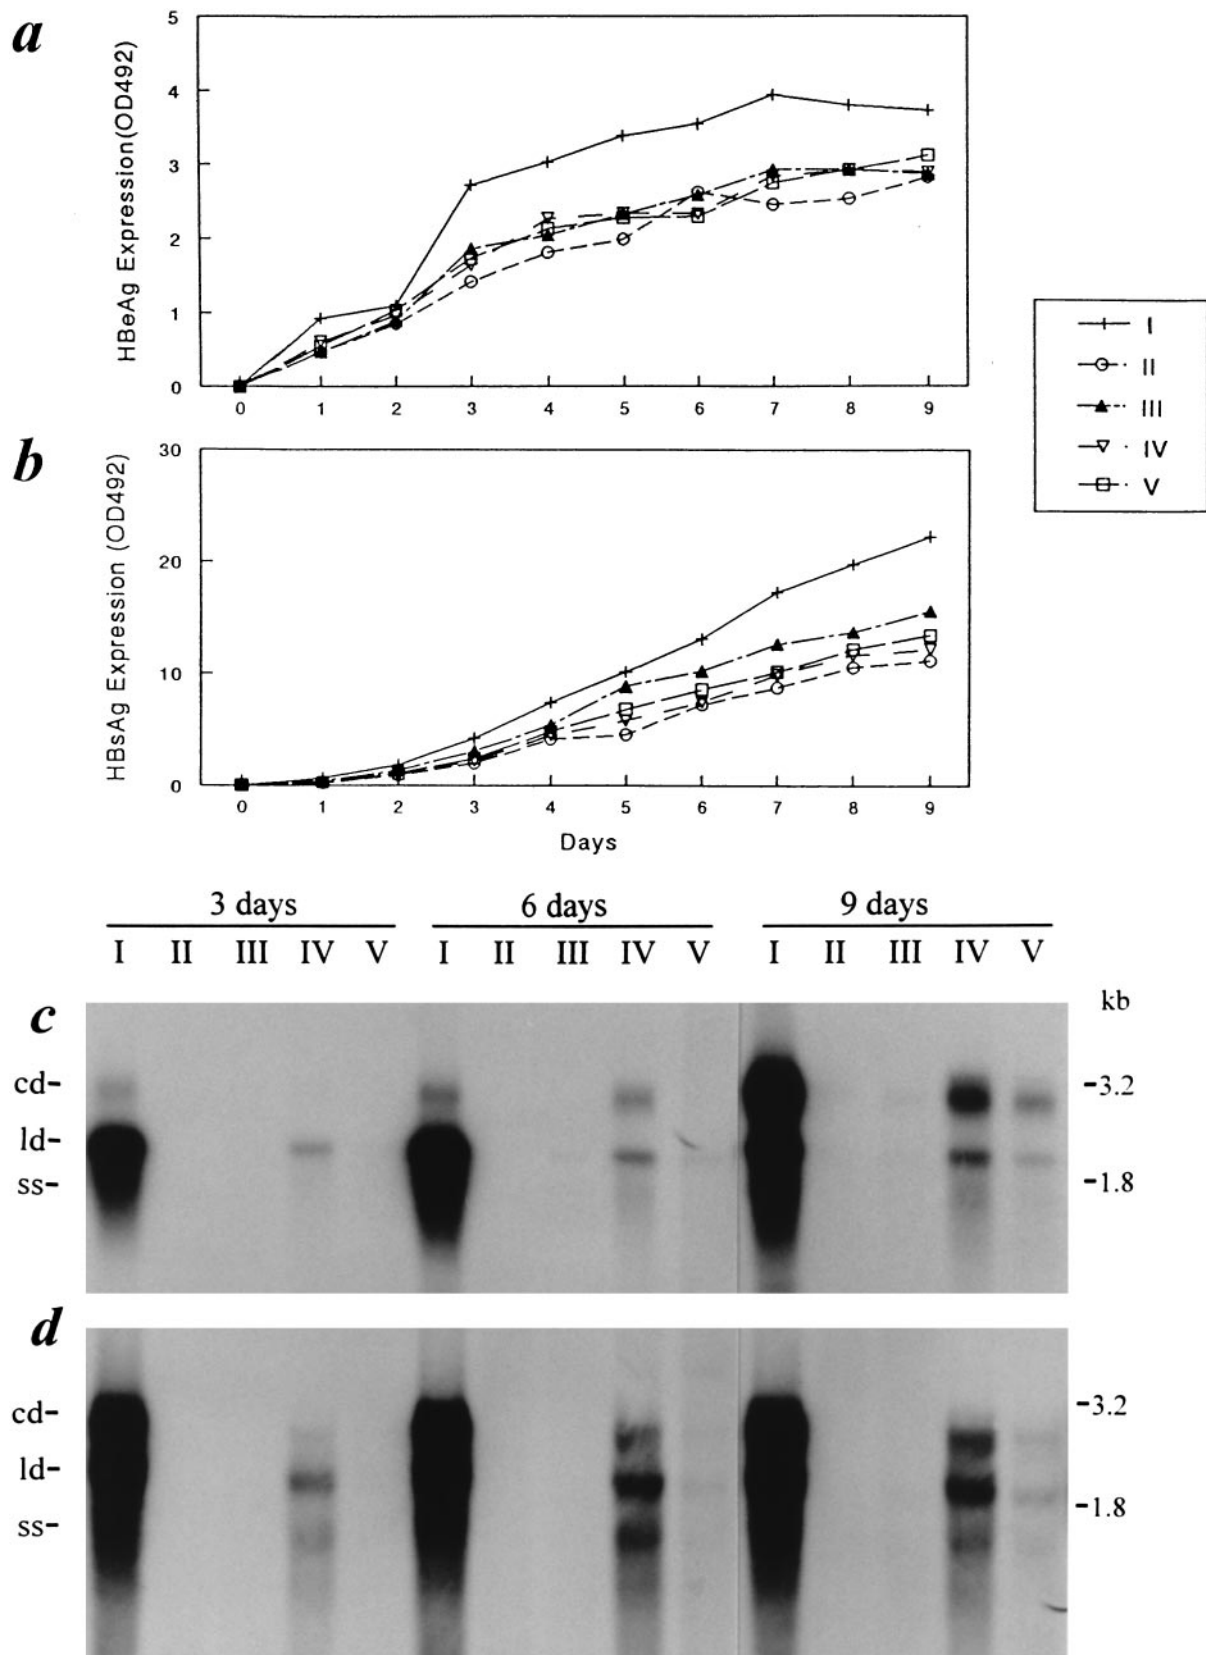 a
HBeAg Expression(OD492)
5
4
3
2
1
0
0 1 2 3 4 5 6 7 8 9
I
II
III
IV
V
b
HBsAg Expression (OD492)
30
20
10
0
0 1 2 3 4 5 6 7 8 9
Days
3 days 6 days 9 days
I II III IV V I II III IV V I II III IV V
c
kb
cd- -3.2
ld-
ss- -1.8
d
cd- -3.2
ld-
ss- -1.8